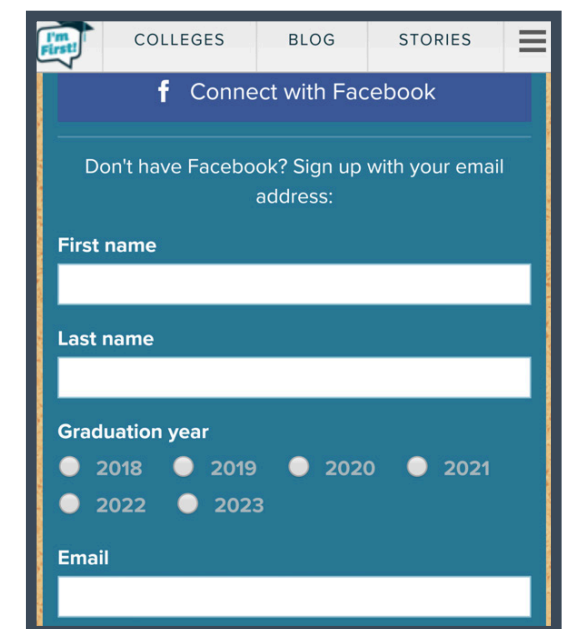 I'm
First!
COLLEGES BLOG STORIES
f Connect with Facebook
Don't have Facebook? Sign up with your email
address:
First name
Last name
Graduation year
2018 2019 2020 2021
2022 2023
Email